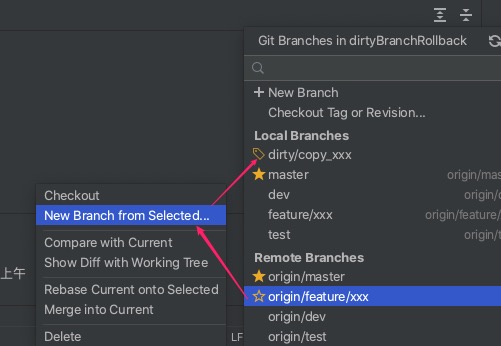 Git Branches in dirtyBranchRollback
New Branch
Checkout Tag or Revision...
Local Branches
dirty/copy_xxx
master origin/mas
dev origin/d
feature/xxx origin/feature/
test origin/t
Remote Branches
origin/master
origin/feature/xxx
origin/dev
origin/test
Checkout
New Branch from Selected...
Compare with Current
Show Diff with Working Tree
Rebase Current onto Selected
Merge into Current
Delete
上午
LF